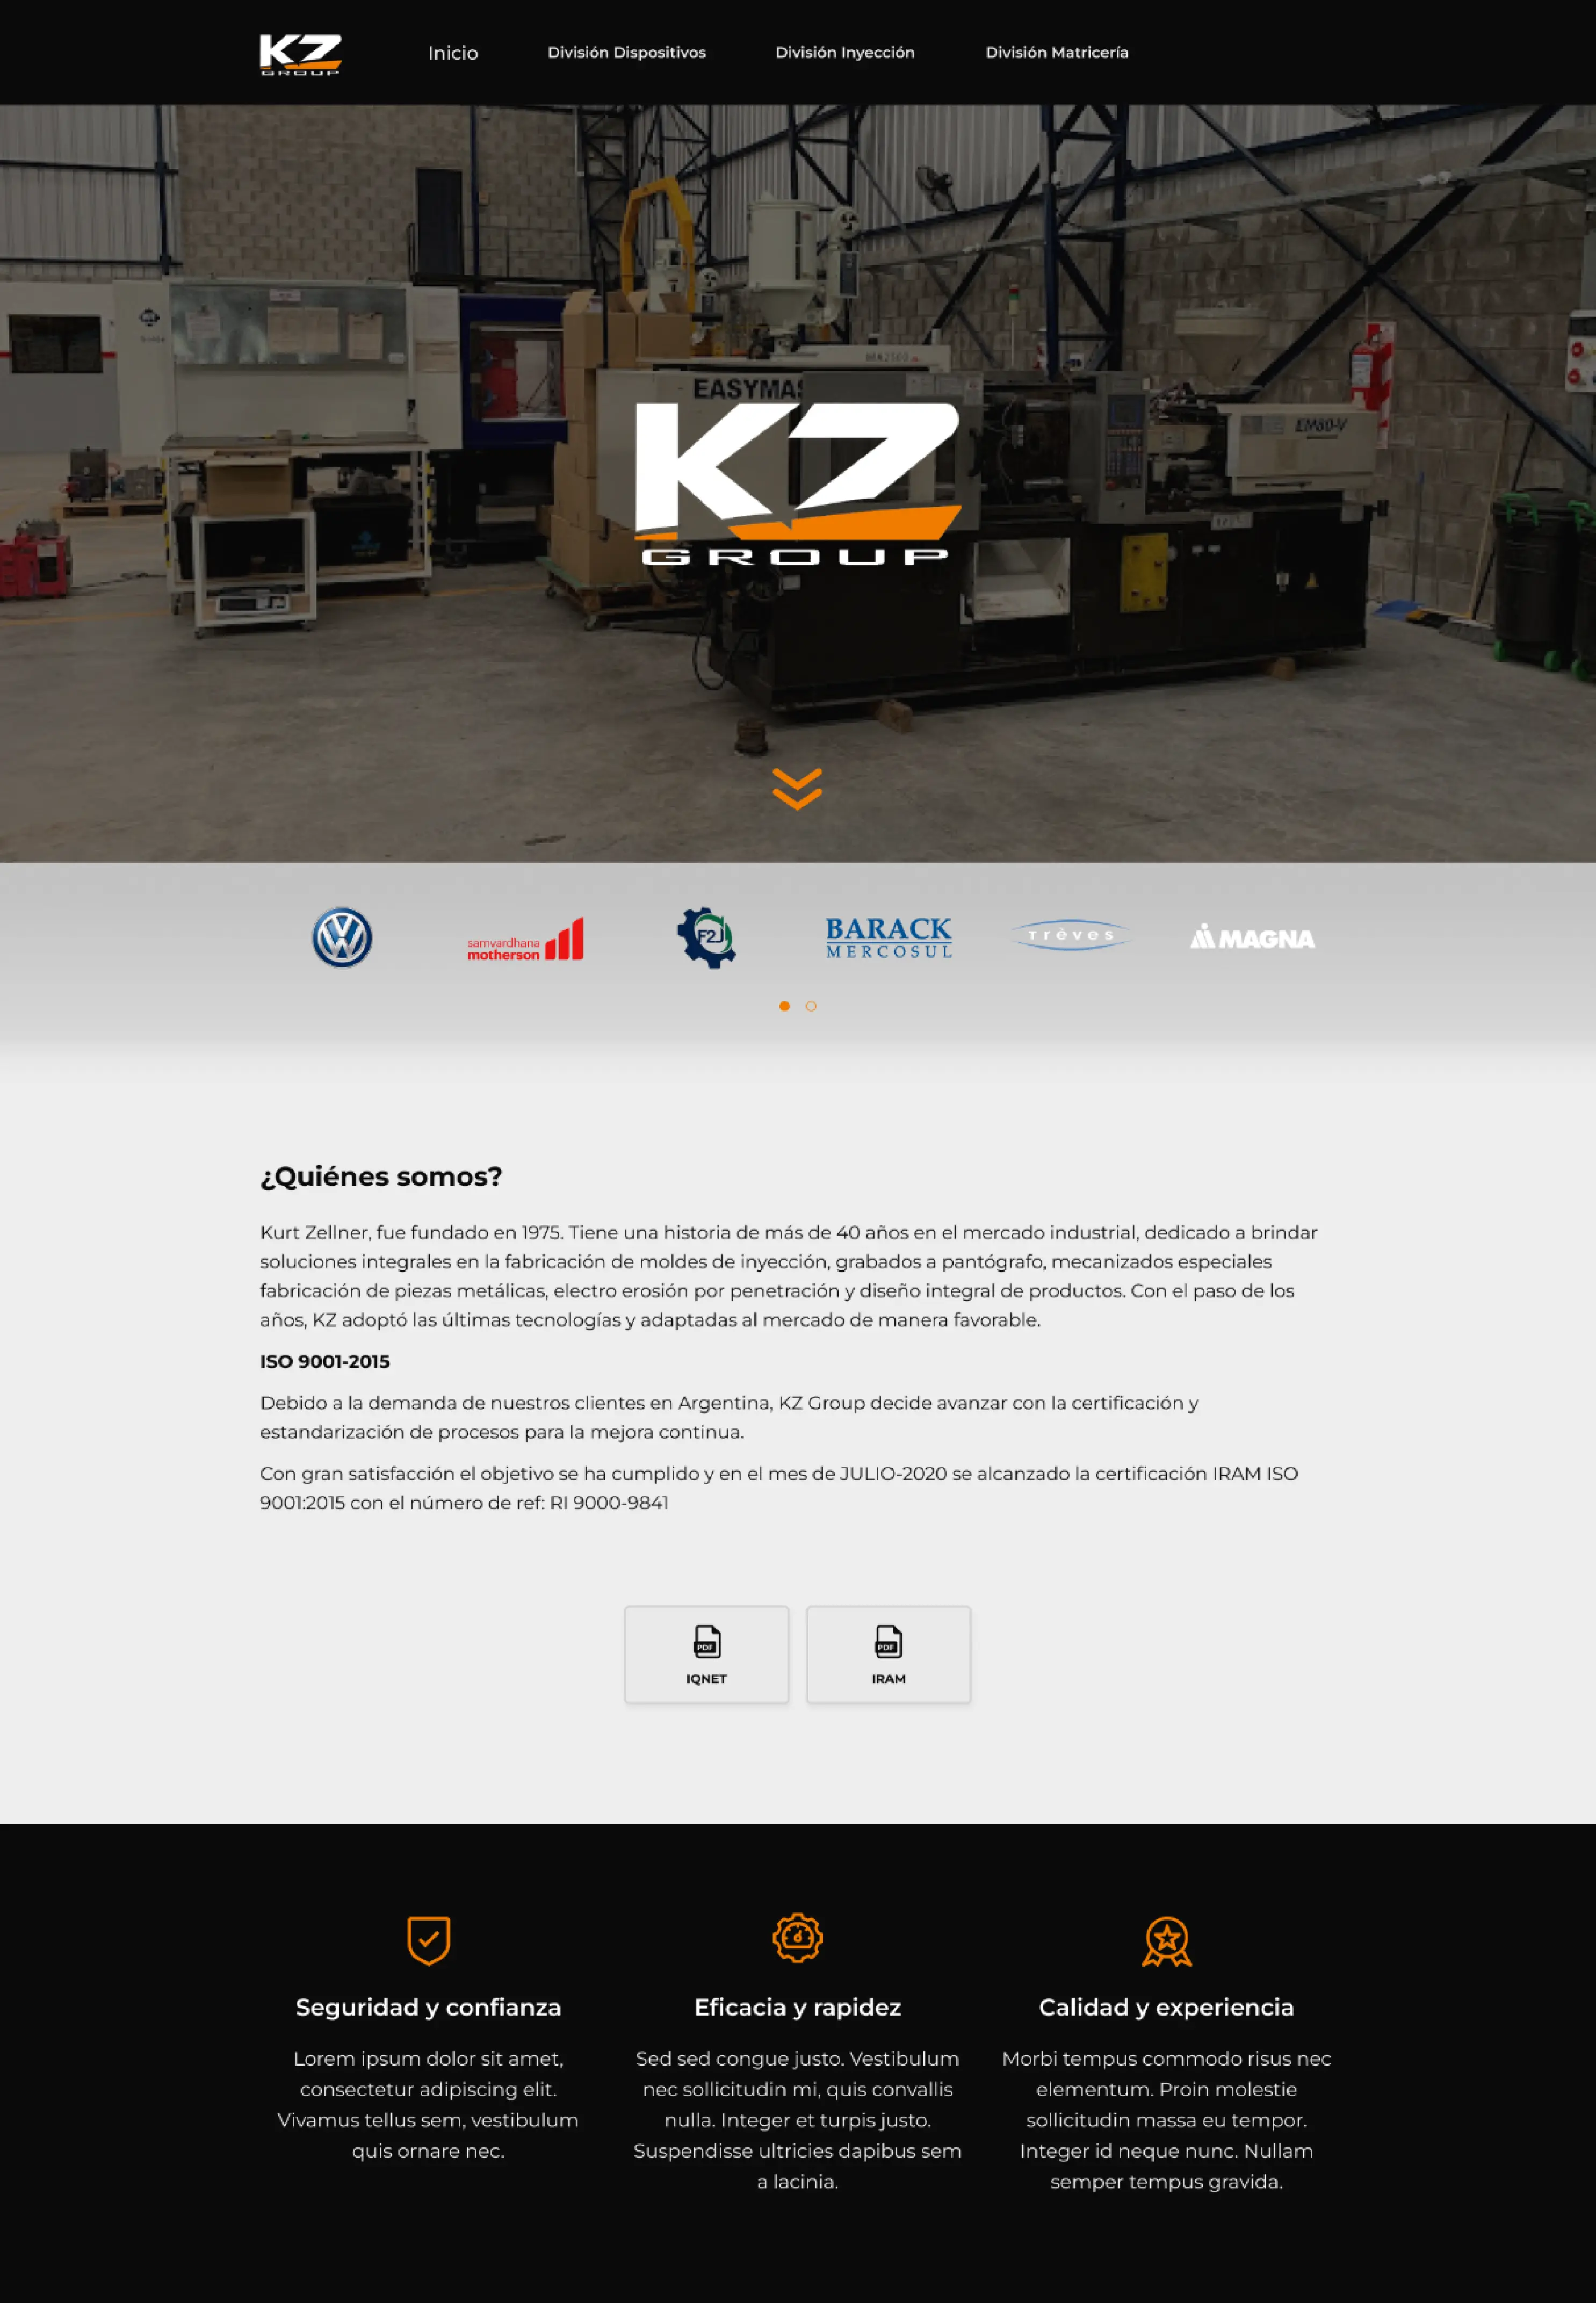 KZ GROUP
Inicio
División Dispositivos
División Inyección
División Matricería
EASYMAS
EM80-V
KZ
GROUP
samvardhana
motherson
F2J
BARACK
MERCOSUL
trèves
MAGNA
¿Quiénes somos?
Kurt Zellner, fue fundado en 1975. Tiene una historia de más de 40 años en el mercado industrial, dedicado a brindar
soluciones integrales en la fabricación de moldes de inyección, grabados a pantógrafo, mecanizados especiales
fabricación de piezas metálicas, electro erosión por penetración y diseño integral de productos. Con el paso de los
años, KZ adoptó las últimas tecnologías y adaptadas al mercado de manera favorable.
ISO 9001-2015
Debido a la demanda de nuestros clientes en Argentina, KZ Group decide avanzar con la certificación y
estandarización de procesos para la mejora continua.
Con gran satisfacción el objetivo se ha cumplido y en el mes de JULIO-2020 se alcanzado la certificación IRAM ISO
9001:2015 con el número de ref: RI 9000-9841
PDF
IQNET
PDF
IRAM
Seguridad y confianza
Lorem ipsum dolor sit amet,
consectetur adipiscing elit.
Vivamus tellus sem, vestibulum
quis ornare nec.
Eficacia y rapidez
Sed sed congue justo. Vestibulum
nec sollicitudin mi, quis convallis
nulla. Integer et turpis justo.
Suspendisse ultricies dapibus sem
a lacinia.
Calidad y experiencia
Morbi tempus commodo risus nec
elementum. Proin molestie
sollicitudin massa eu tempor.
Integer id neque nunc. Nullam
semper tempus gravida.